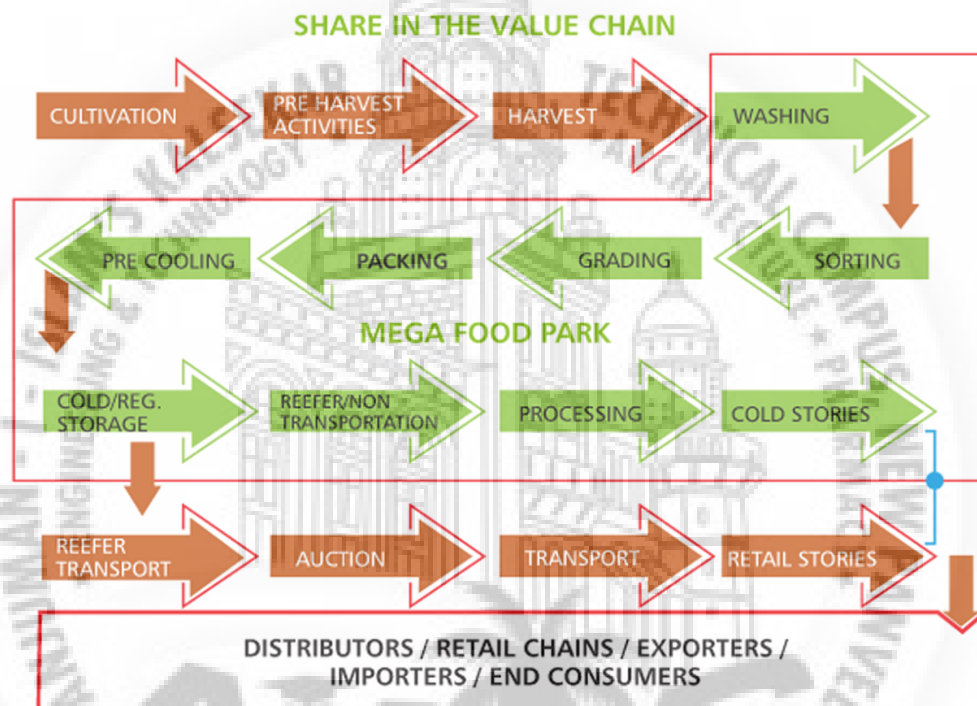 SHARE IN THE VALUE CHAIN
CULTIVATION
PRE HARVEST
ACTIVITIES
HARVEST
WASHING
PRE COOLING
PACKING
GRADING
SORTING
MEGA FOOD PARK
COLD/REG.
STORAGE
REEFER/NON
TRANSPORTATION
PROCESSING
COLD STORIES
REEFER
TRANSPORT
AUCTION
TRANSPORT
RETAIL STORIES
DISTRIBUTORS / RETAIL CHAINS / EXPORTERS /
IMPORTERS / END CONSUMERS
TECHNICAL CAMPUS